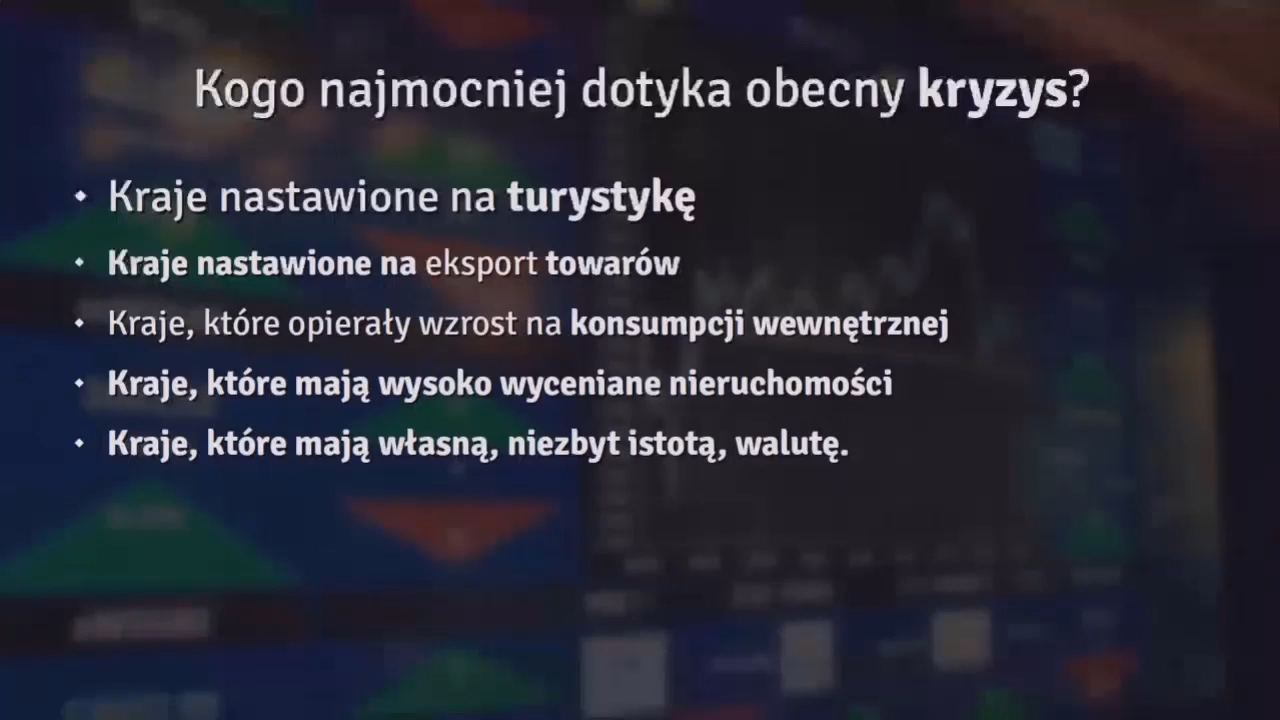 Kogo najmocniej dotyka obecny kryzys?
• Kraje nastawione na turystykę
• Kraje nastawione na eksport towarów
• Kraje, które opierały wzrost na konsumpcji wewnętrznej
• Kraje, które mają wysoko wyceniane nieruchomości
• Kraje, które mają własną, niezbyt istotą, walutę.